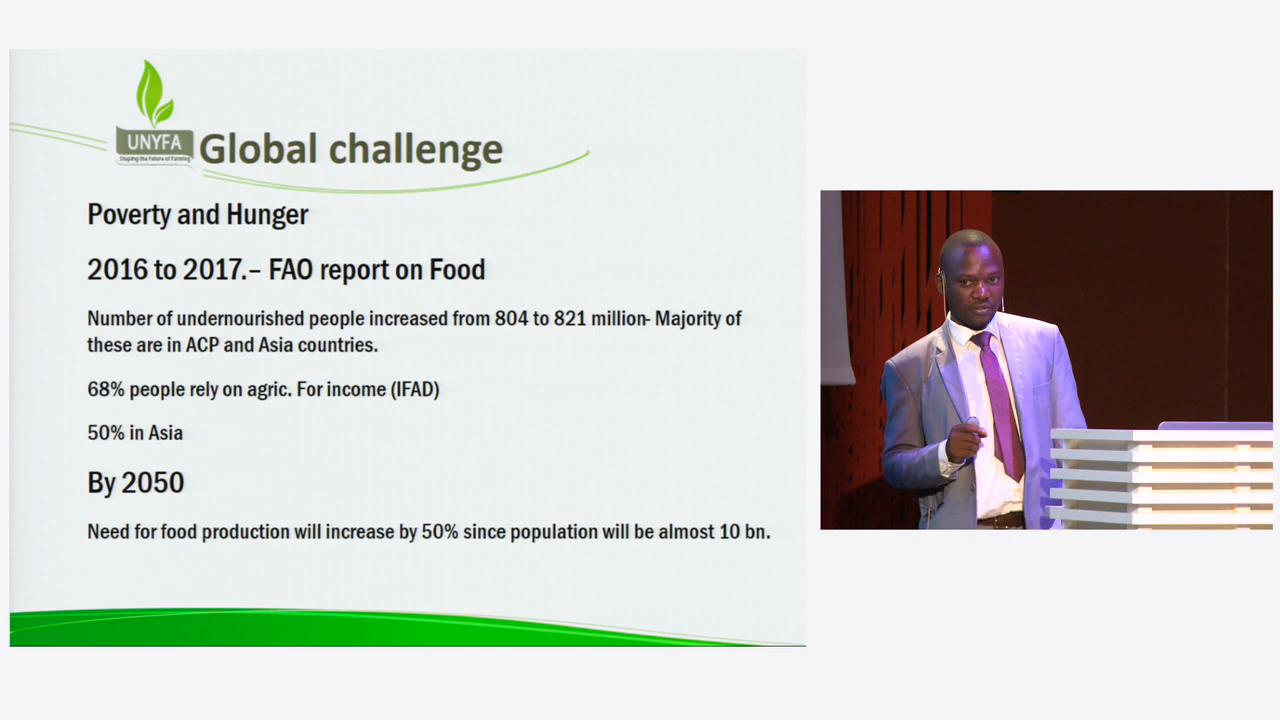 UNYFA
Shaping the Future of Farming
Global challenge
Poverty and Hunger
2016 to 2017.– FAO report on Food
Number of undernourished people increased from 804 to 821 million- Majority of
these are in ACP and Asia countries.
68% people rely on agric. For income (IFAD)
50% in Asia
By 2050
Need for food production will increase by 50% since population will be almost 10 bn.